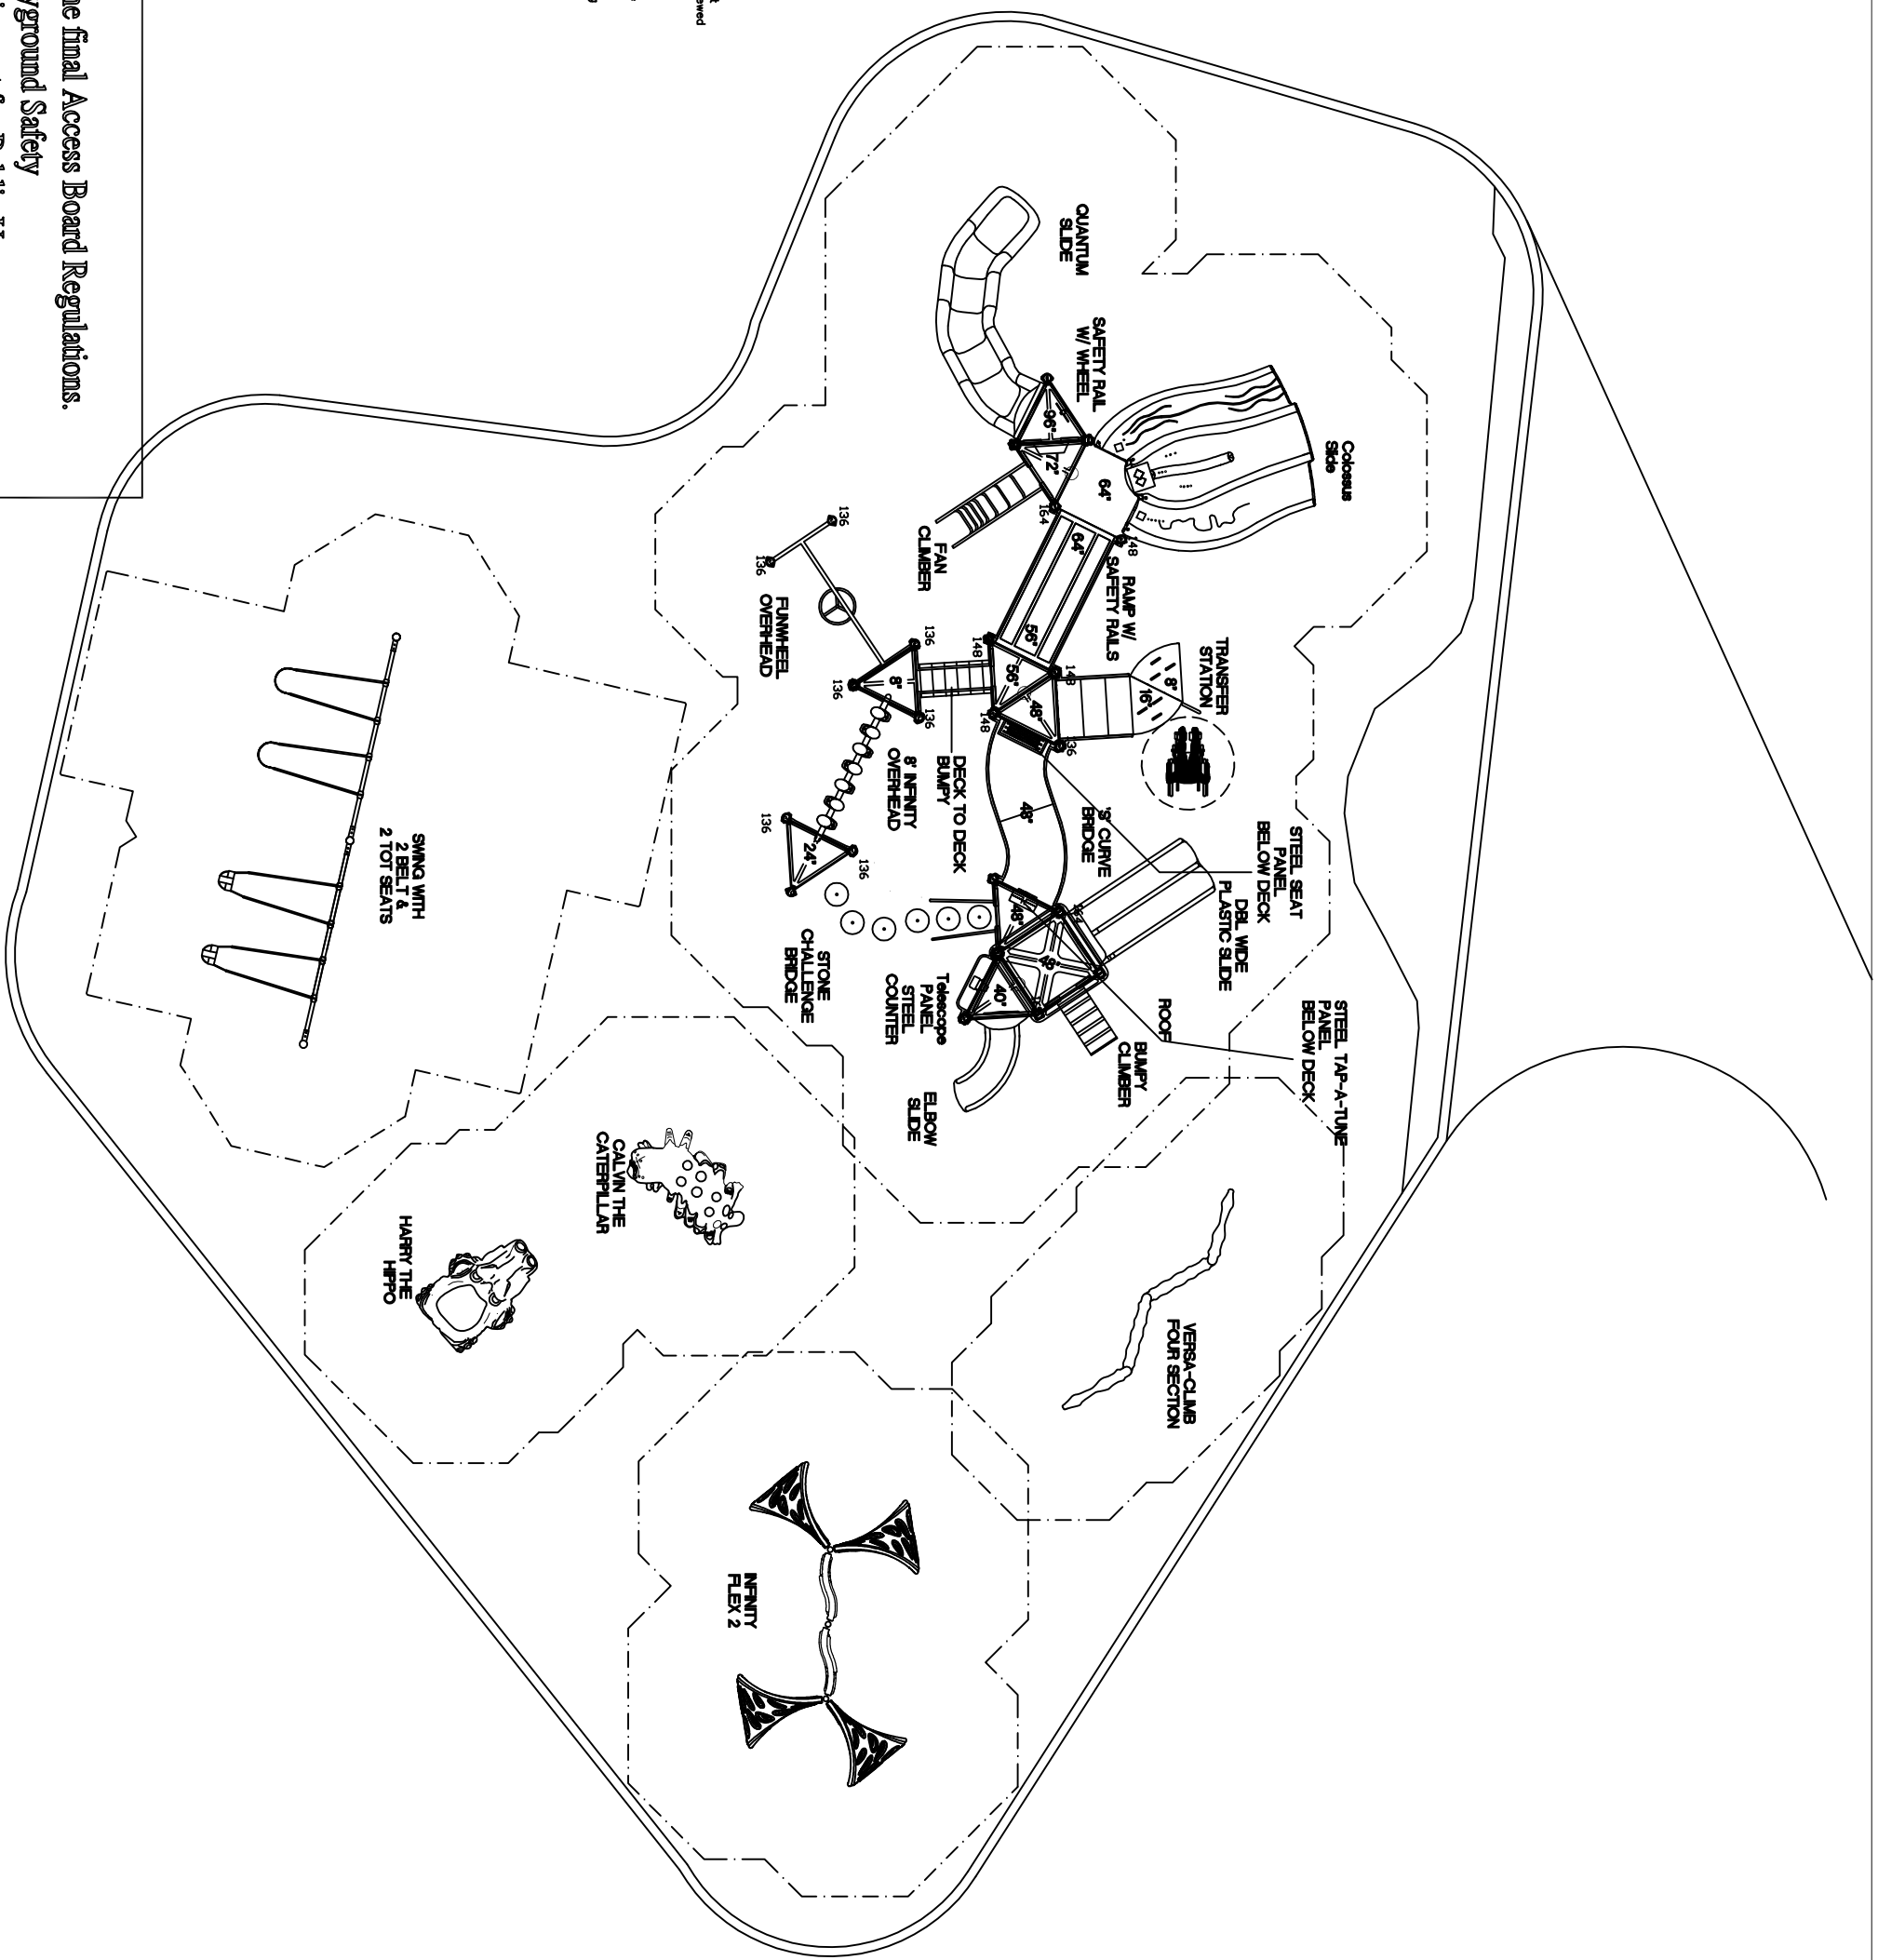 he final Access Board Regulations.
yground Safety
ewed
QUANTUM
SLIDE
SAFETY RAIL
W/ WHEEL
Colossus
Slide
96"
72"
64"
164
148
FAN
CLIMBER
64"
RAMP W/
SAFETY RAILS
56"
136
136
FUNWHEEL
OVERHEAD
136
136
136
8"
148
56"
148
48"
148
136
TRANSFER
STATION
8"
16"
DECK TO DECK
BUMPY
8' INFINITY
OVERHEAD
136
136
24"
48"
'S' CURVE
BRIDGE
STEEL SEAT
PANEL
BELOW DECK
DBL WIDE
PLASTIC SLIDE
48"
48"
40"
STONE
CHALLENGE
BRIDGE
Telescope
PANEL
STEEL
COUNTER
ROOF
STEEL TAP-A-TUNE
PANEL
BELOW DECK
BUMPY
CLIMBER
ELBOW
SLIDE
SWING WITH
2 BELT &
2 TOT SEATS
CALVIN THE
CATERPILLAR
HARRY THE
HIPPO
VERSA-CLIMB
FOUR SECTION
INFINITY
FLEX 2